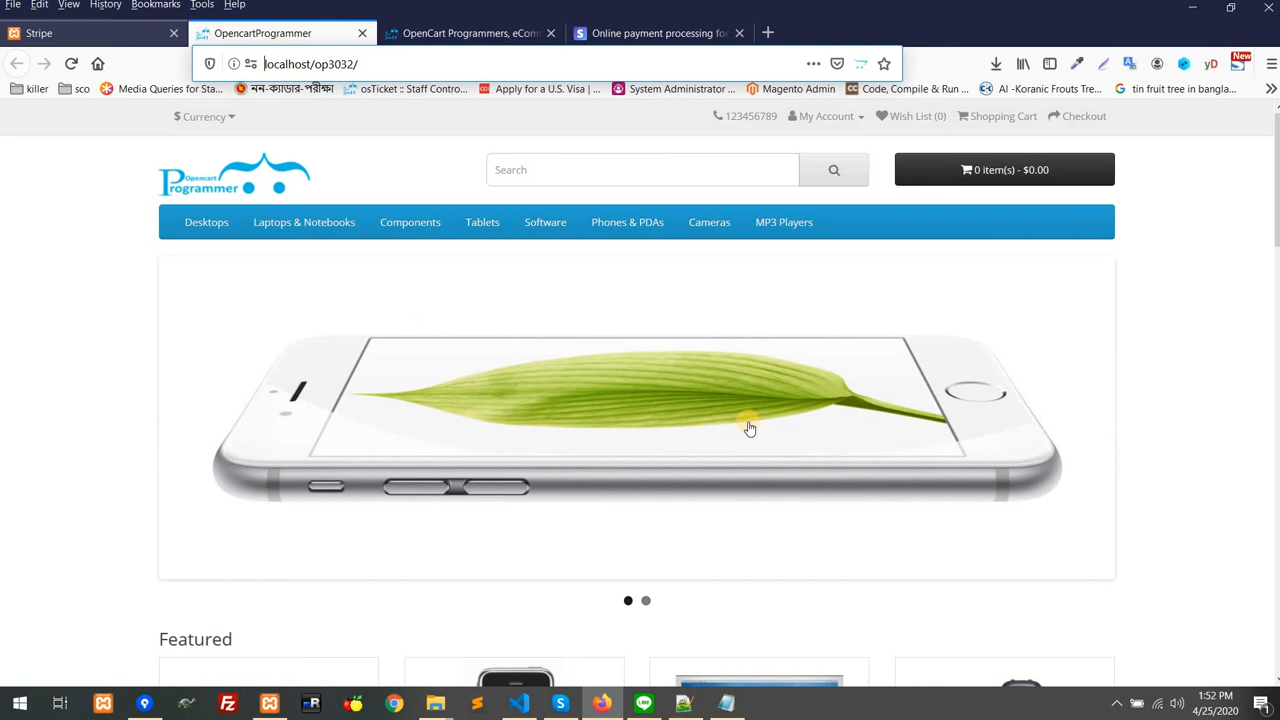 File Edit View History Bookmarks Tools Help
Stripe
OpencartProgrammer
OpenCart Programmers, eCom
Online payment processing for
localhost/op3032/
New
killer
sco
Media Queries for Sta...
নন-ক্যাডার-পরীক্ষা
osTicket :: Staff Contro...
Apply for a U.S. Visa | ...
System Administrator ...
Magento Admin
Code, Compile & Run ...
Al -Koranic Frouts Tre...
tin fruit tree in bangla...
$ Currency
123456789
My Account
Wish List (0)
Shopping Cart
Checkout
Opencart
Programmer
Search
0 item(s) - $0.00
Desktops Laptops & Notebooks Components Tablets Software Phones & PDAs Cameras MP3 Players
Featured
1:52 PM
4/25/2020